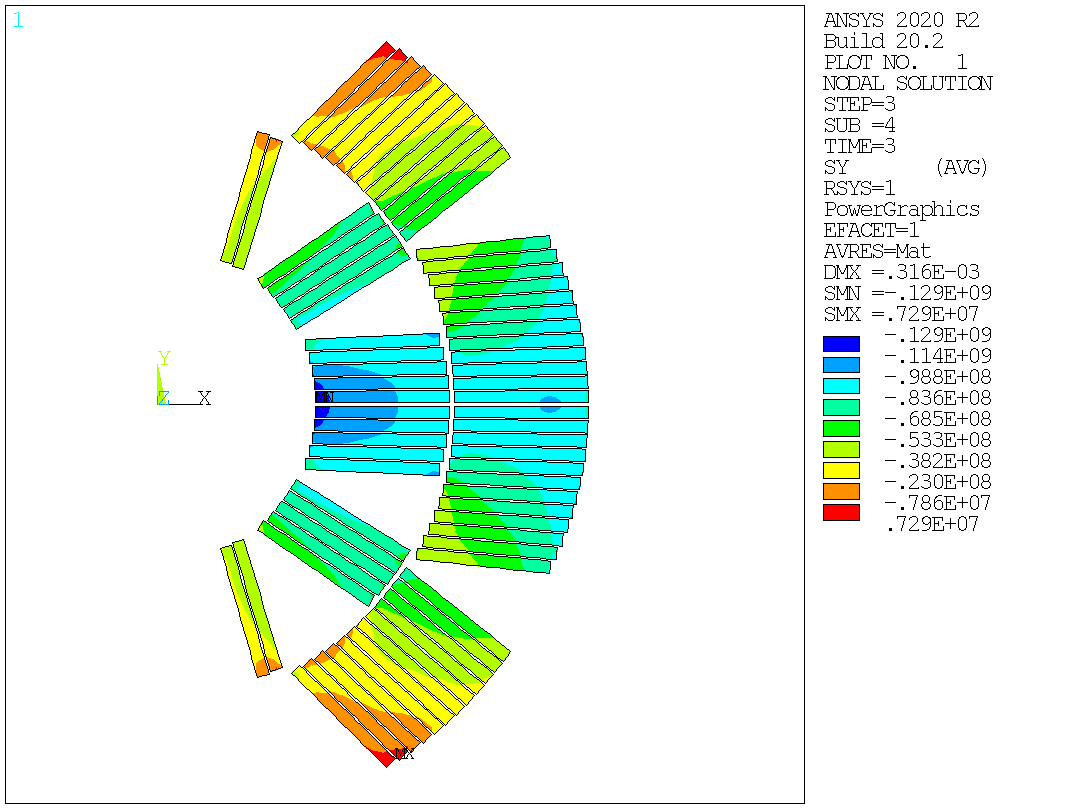 1
ANSYS 2020 R2
Build 20.2
PLOT NO. 1
NODAL SOLUTION
STEP=3
SUB =4
TIME=3
SY (AVG)
RSYS=1
PowerGraphics
EFACET=1
AVRES=Mat
DMX =.316E-03
SMN =-.129E+09
SMX =.729E+07
-.129E+09
-.114E+09
-.988E+08
-.836E+08
-.685E+08
-.533E+08
-.382E+08
-.230E+08
-.786E+07
.729E+07
Y
Z X
MN
MX